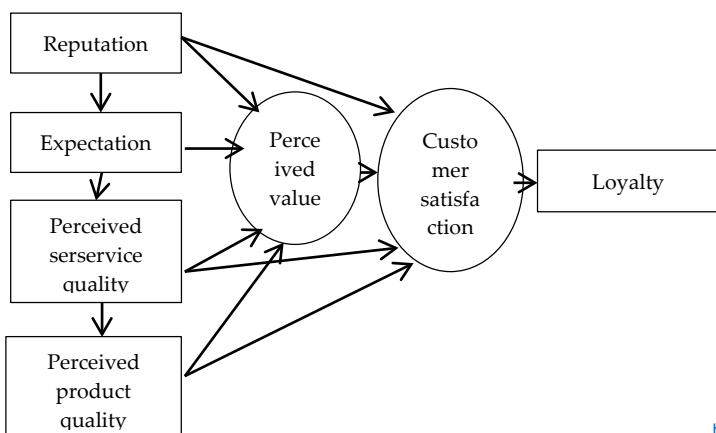 Reputation
Expectation
Perceived
serservice
quality
Perceived
product
quality
Perce
ived
value
Custo
mer
satisfa
ction
Loyalty